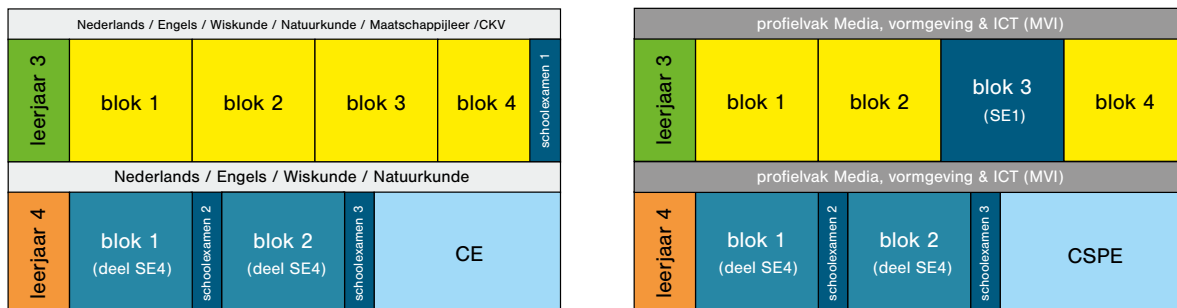 Nederlands / Engels / Wiskunde / Natuurkunde / Maatschappijleer /CKV
leerjaar 3
blok 1
blok 2
blok 3
blok 4
schoolexamen 1
Nederlands / Engels / Wiskunde / Natuurkunde
leerjaar 4
blok 1
(deel SE4)
schoolexamen 2
blok 2
(deel SE4)
schoolexamen 3
CE
profielvak Media, vormgeving & ICT (MVI)
leerjaar 3
blok 1
blok 2
blok 3
(SE1)
blok 4
profielvak Media, vormgeving & ICT (MVI)
leerjaar 4
blok 1
(deel SE4)
schoolexamen 2
blok 2
(deel SE4)
schoolexamen 3
CSPE